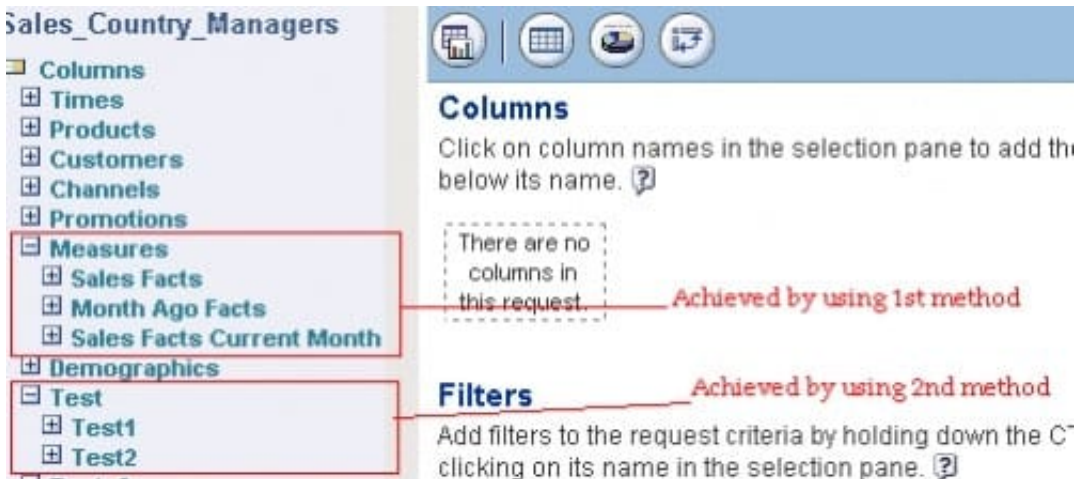 Sales_Country_Managers
Columns
Times
Products
Customers
Channels
Promotions
Measures
Sales Facts
Month Ago Facts
Sales Facts Current Month
Demographics
Test
Test1
Test2
Columns
Click on column names in the selection pane to add
below its name.
There are no
columns in
this request.
Achieved by using 1st method
Filters
Achieved by using 2nd method
Add filters to the request criteria by holding down the
clicking on its name in the selection pane.